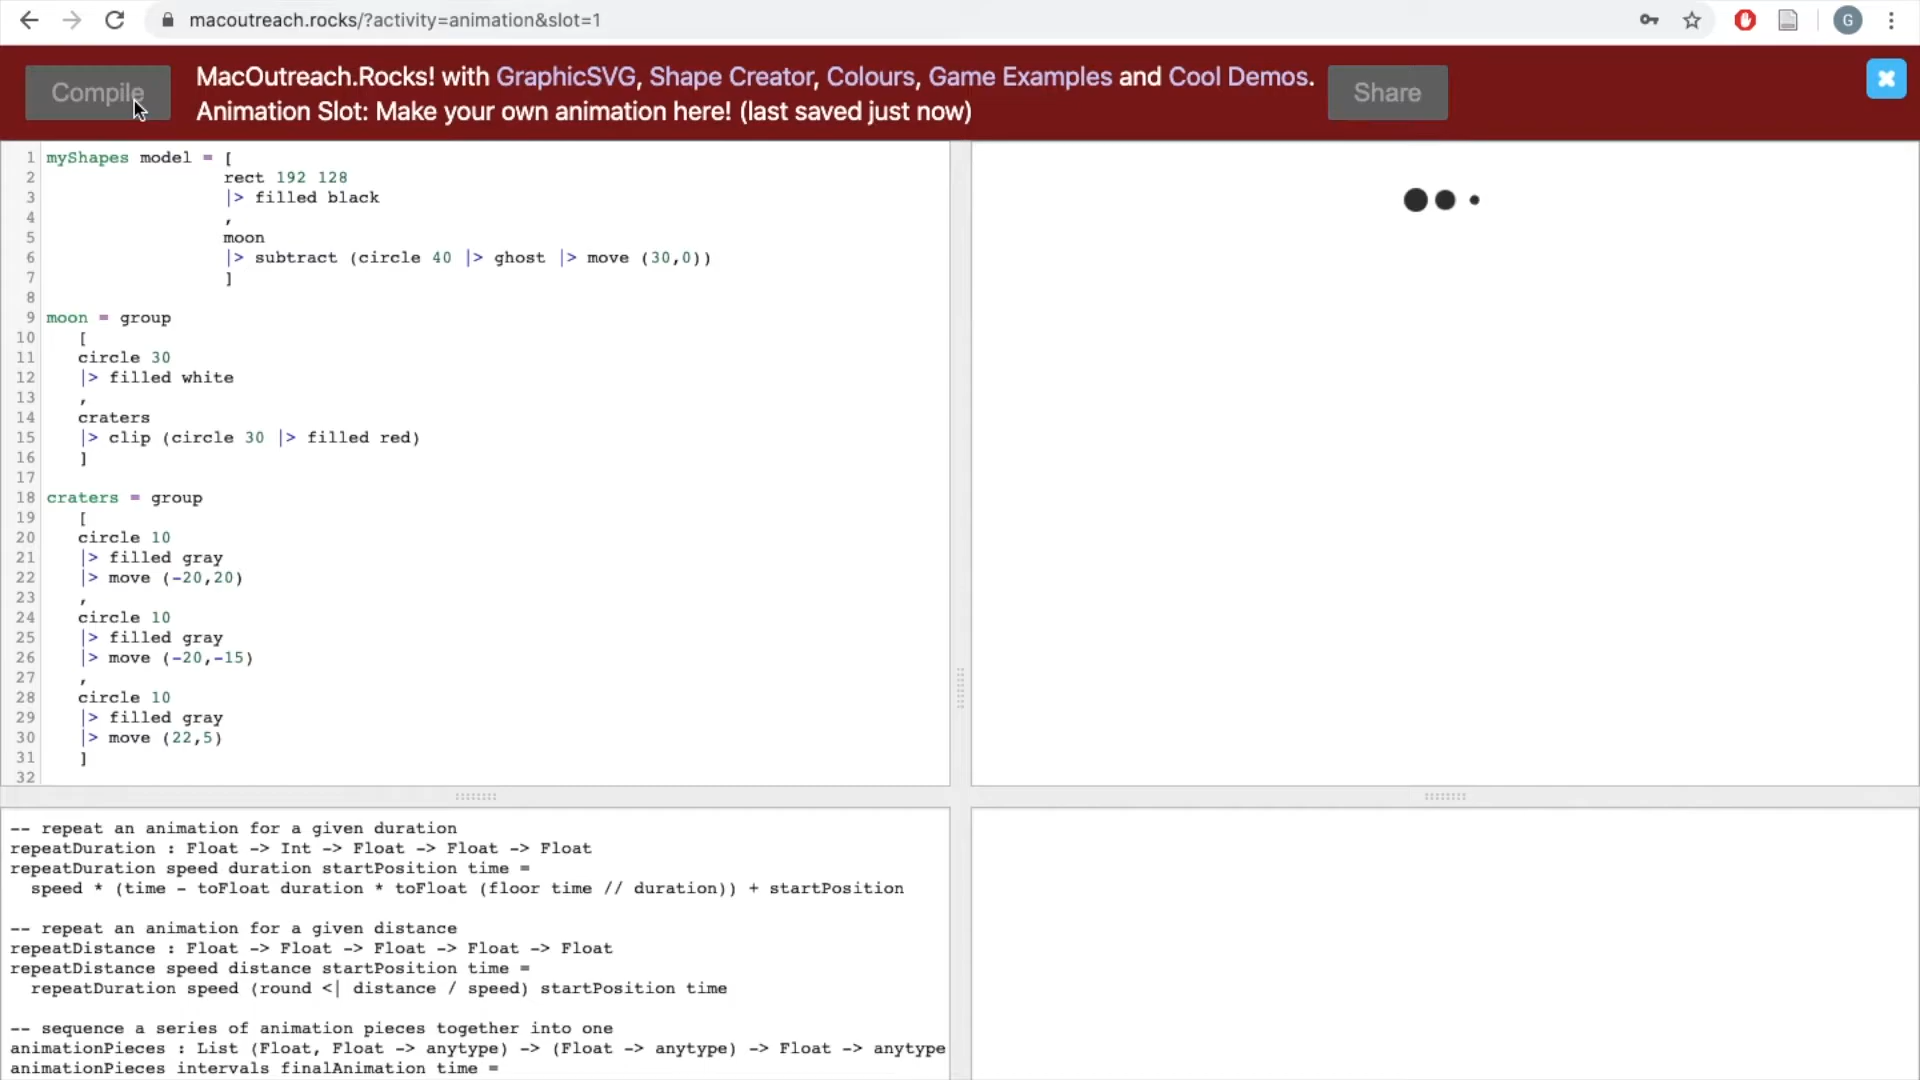 macoutreach.rocks/?activity=animation&slot=1
G
Compile
MacOutreach.Rocks! with GraphicSVG, Shape Creator, Colours, Game Examples and Cool Demos.
Animation Slot: Make your own animation here! (last saved just now)
Share
1 myShapes model = [
2 rect 192 128
3 |> filled black
4 ,
5 moon
6 |> subtract (circle 40 |> ghost |> move (30,0))
7 ]
8
9 moon = group
10 [
11 circle 30
12 |> filled white
13 ,
14 craters
15 |> clip (circle 30 |> filled red)
16 ]
17
18 craters = group
19 [
20 circle 10
21 |> filled gray
22 |> move (-20,20)
23 ,
24 circle 10
25 |> filled gray
26 |> move (-20,-15)
27 ,
28 circle 10
29 |> filled gray
30 |> move (22,5)
31 ]
32
-- repeat an animation for a given duration
repeatDuration : Float -> Int -> Float -> Float -> Float
repeatDuration speed duration startPosition time =
speed * (time - toFloat duration * toFloat (floor time // duration)) + startPosition
-- repeat an animation for a given distance
repeatDistance : Float -> Float -> Float -> Float -> Float
repeatDistance speed distance startPosition time =
repeatDuration speed (round <| distance / speed) startPosition time
-- sequence a series of animation pieces together into one
animationPieces : List (Float, Float -> anytype) -> (Float -> anytype) -> Float -> anytype
animationPieces intervals finalAnimation time =